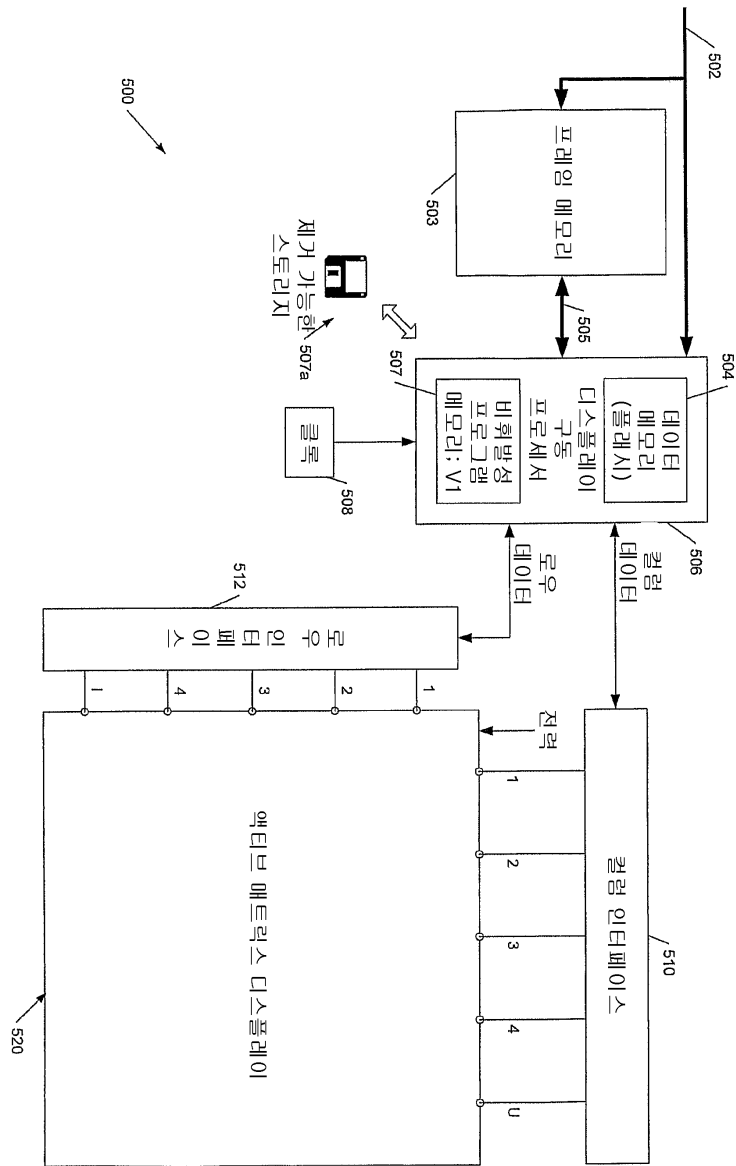 510
컬럼 인터페이스
1
2
3
4
U
전력
컬럼
데이터
506
504
데이터
메모리
(플래시)
디스플레이
구동
프로세서
507
비휘발성
프로그램
메모리; V1
로우
데이터
512
로우 인터페이스
1
2
3
4
I
액티브 매트릭스 디스플레이
520
502
503
프레임 메모리
505
507a
제거 가능한
스토리지
클록
508
500